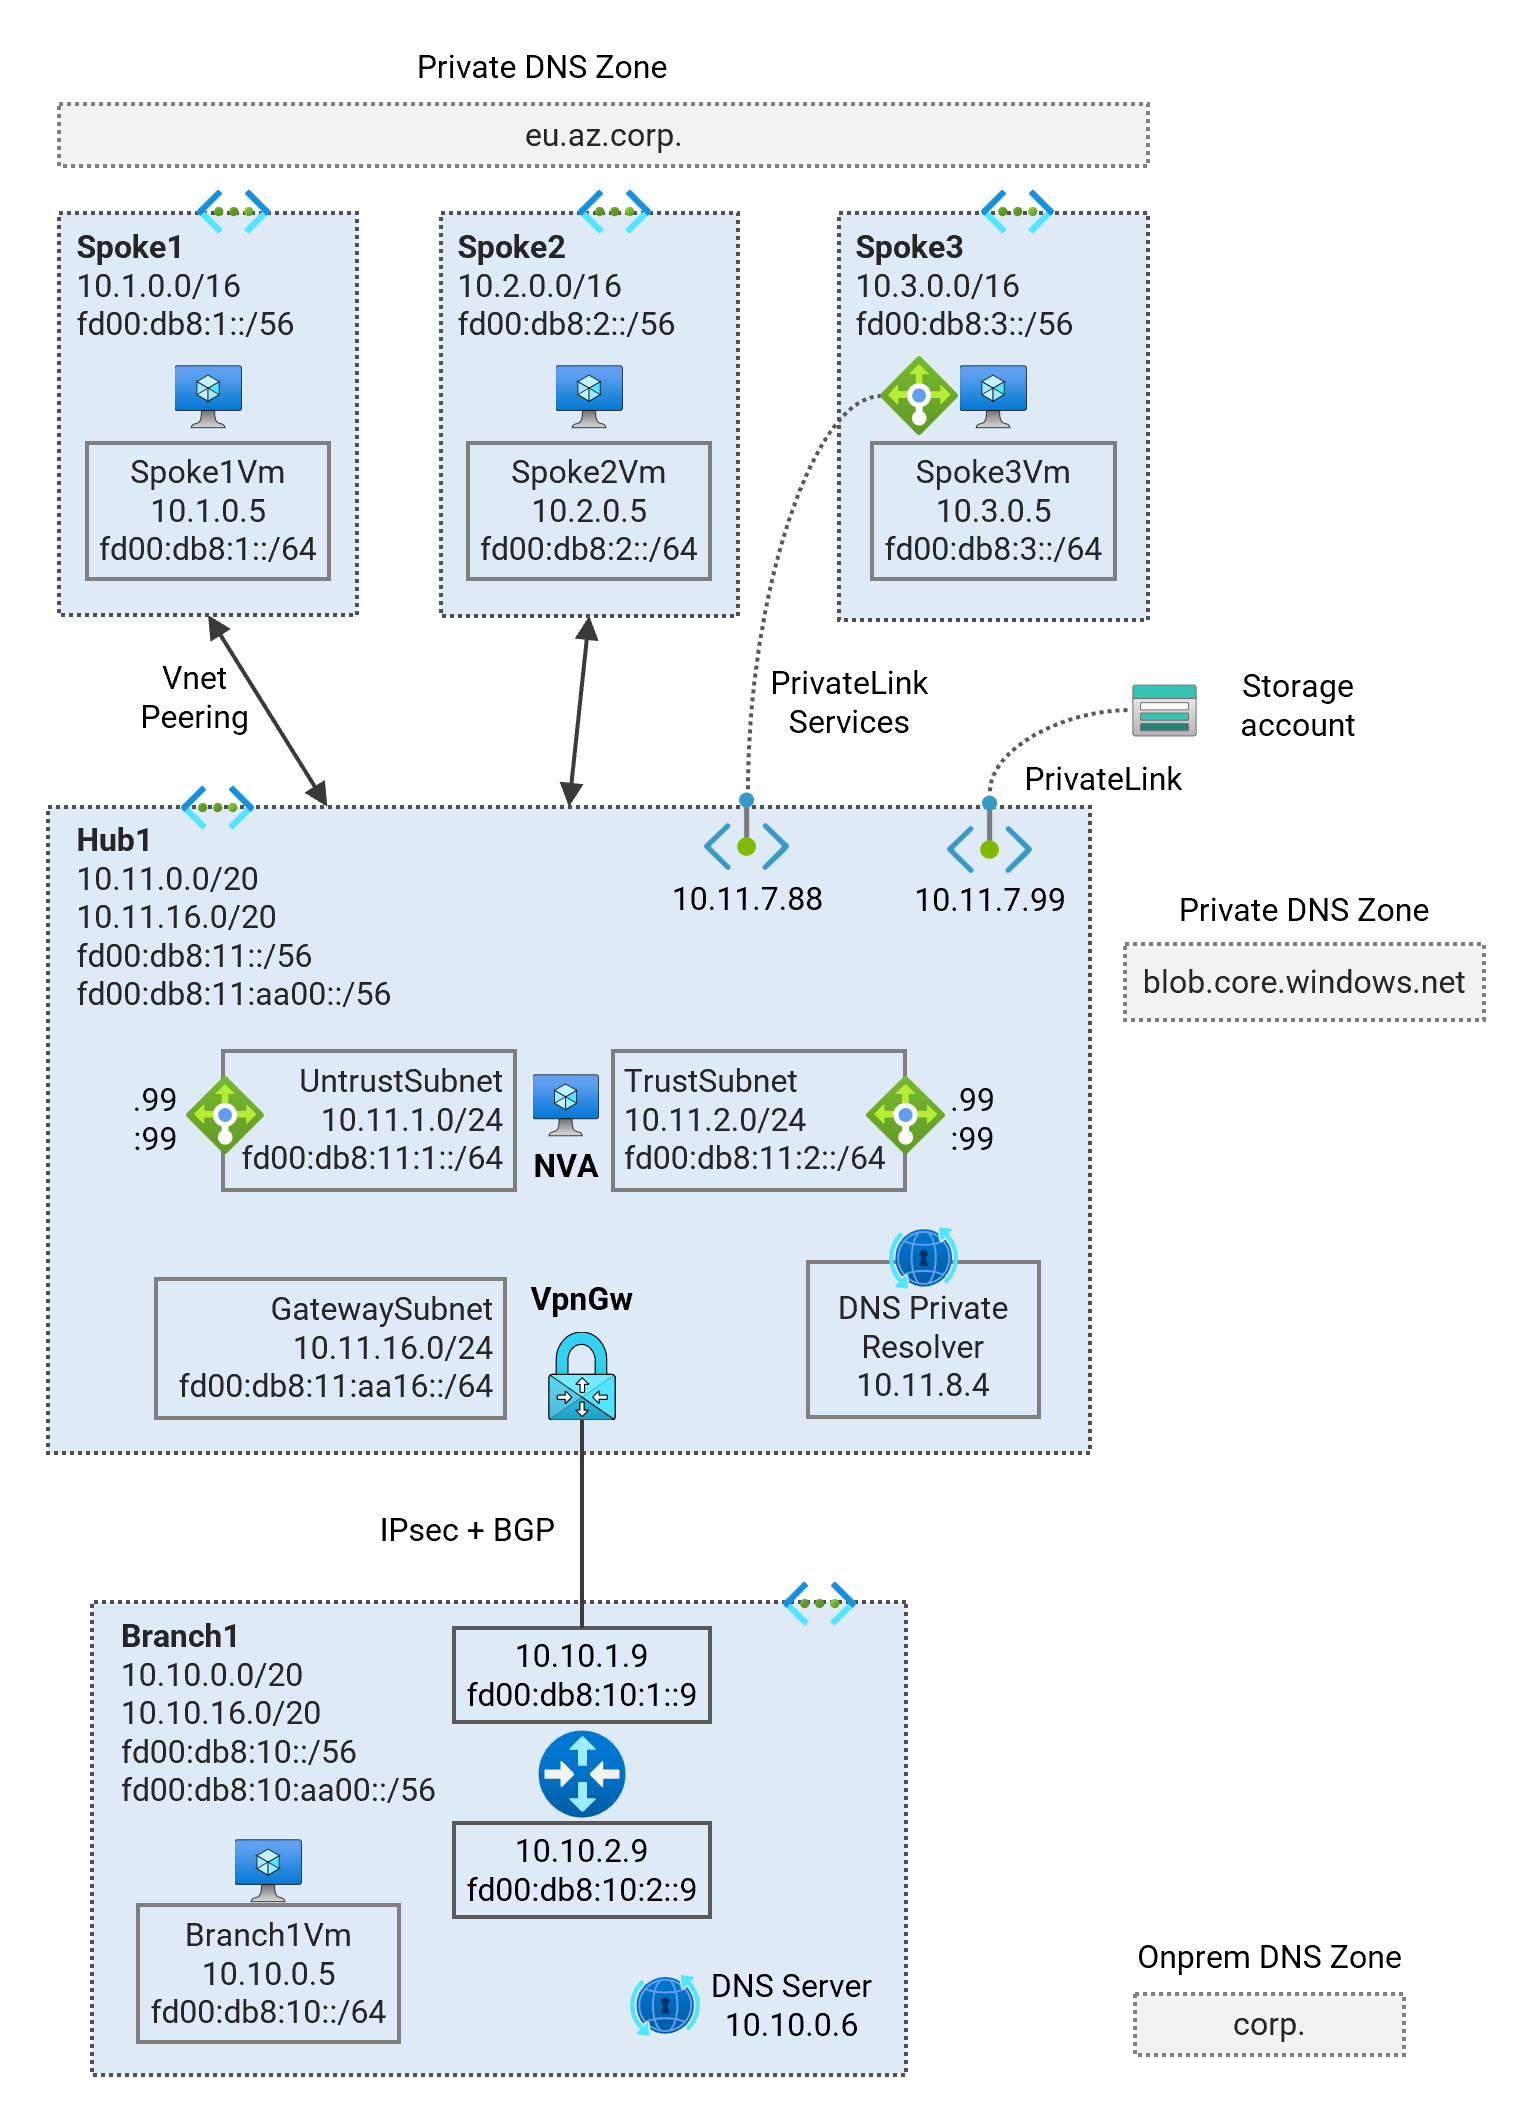 Private DNS Zone
eu.az.corp.
Spoke1
10.1.0.0/16
fd00:db8:1::/56
Spoke1Vm
10.1.0.5
fd00:db8:1::/64
Spoke2
10.2.0.0/16
fd00:db8:2::/56
Spoke2Vm
10.2.0.5
fd00:db8:2::/64
Spoke3
10.3.0.0/16
fd00:db8:3::/56
Spoke3Vm
10.3.0.5
fd00:db8:3::/64
Vnet
Peering
PrivateLink
Services
Storage
account
PrivateLink
Hub1
10.11.0.0/20
10.11.16.0/20
fd00:db8:11::/56
fd00:db8:11:aa00::/56
10.11.7.88
10.11.7.99
Private DNS Zone
blob.core.windows.net
.99
:99
UntrustSubnet
10.11.1.0/24
fd00:db8:11:1::/64
NVA
TrustSubnet
10.11.2.0/24
fd00:db8:11:2::/64
.99
:99
GatewaySubnet
10.11.16.0/24
fd00:db8:11:aa16::/64
VpnGw
DNS Private
Resolver
10.11.8.4
IPsec + BGP
Branch1
10.10.0.0/20
10.10.16.0/20
fd00:db8:10::/56
fd00:db8:10:aa00::/56
10.10.1.9
fd00:db8:10:1::9
10.10.2.9
fd00:db8:10:2::9
Branch1Vm
10.10.0.5
fd00:db8:10::/64
DNS Server
10.10.0.6
Onprem DNS Zone
corp.